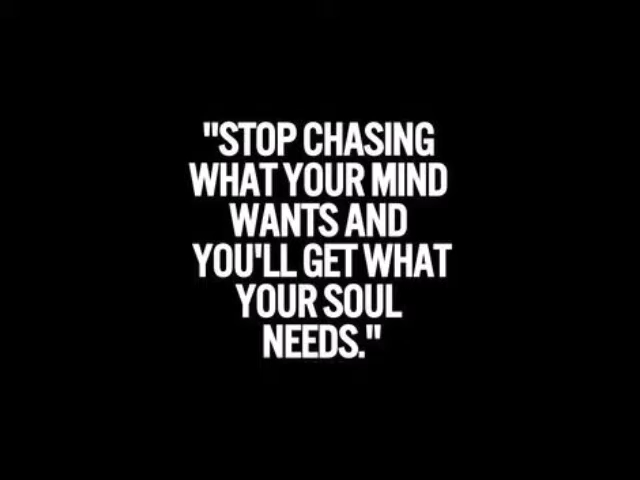 "STOP CHASING
WHAT YOUR MIND
WANTS AND
YOU'LL GET WHAT
YOUR SOUL
NEEDS."